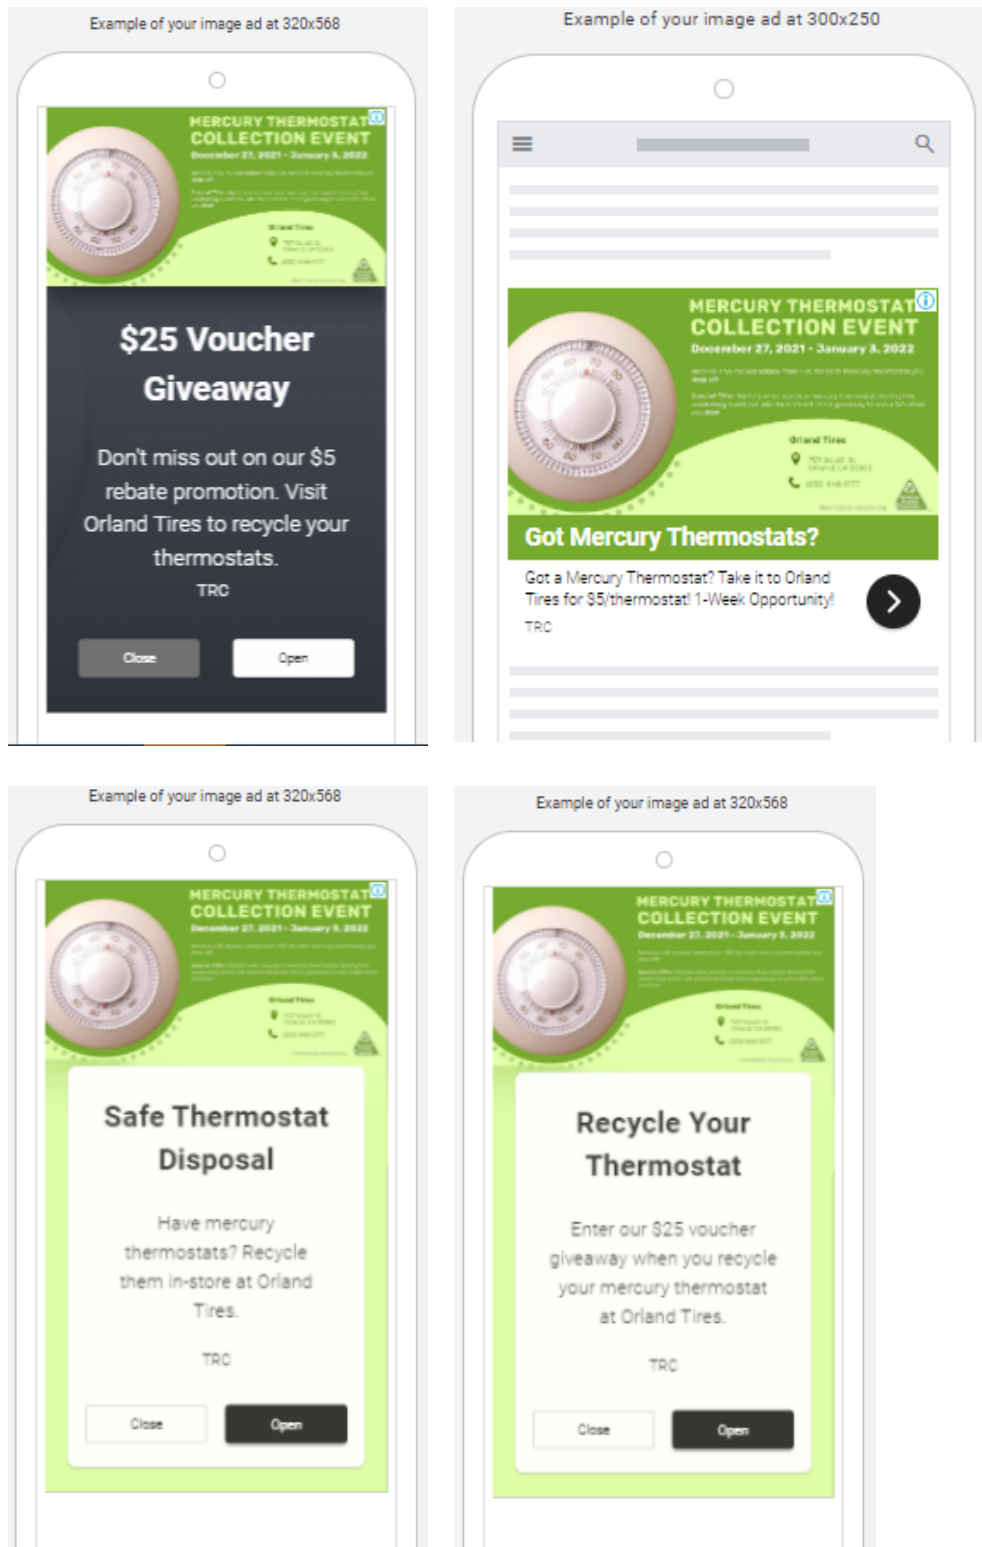 Example of your image ad at 320x568
MERCURY THERMOSTAT
COLLECTION EVENT
December 27, 2021 - January 3, 2022
Orland Tires
$25 Voucher
Giveaway
Don't miss out on our $5
rebate promotion. Visit
Orland Tires to recycle your
thermostats.
TRC
Close
Open
Example of your image ad at 300x250
MERCURY THERMOSTAT
COLLECTION EVENT
December 27, 2021 - January 3, 2022
drop off.
Orland Tires
Got Mercury Thermostats?
Got a Mercury Thermostat? Take it to Orland
Tires for $5/thermostat! 1-Week Opportunity!
TRC
Example of your image ad at 320x568
MERCURY THERMOSTAT
COLLECTION EVENT
December 27, 2021 - January 3, 2022
Orland Tires
Safe Thermostat
Disposal
Have mercury
thermostats? Recycle
them in-store at Orland
Tires.
TRC
Close
Open
Example of your image ad at 320x568
MERCURY THERMOSTAT
COLLECTION EVENT
December 27, 2021 - January 3, 2022
Orland Tires
Recycle Your
Thermostat
Enter our $25 voucher
giveaway when you recycle
your mercury thermostat
at Orland Tires.
TRC
Close
Open